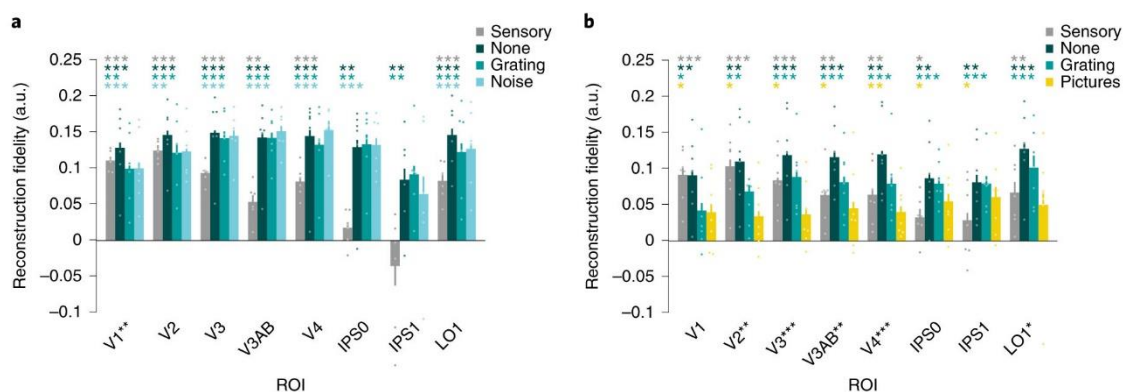 a
Sensory
None
Grating
Noise
Reconstruction fidelity (a.u.)
0.25
0.2
0.15
0.1
0.05
0
–0.05
–0.1
*** *** *** ** *** ***
*** *** *** *** *** ** ** ***
** *** *** *** *** ** ** ***
*** ** *** *** *** *** ***
V1** V2 V3 V3AB V4 IPS0 IPS1 LO1
ROI
b
Sensory
None
Grating
Pictures
Reconstruction fidelity (a.u.)
0.25
0.2
0.15
0.1
0.05
0
–0.05
–0.1
*** ** *** ** ** * *
** ** *** *** *** ** ** ***
* ** *** ** *** *** *** ***
* * * ** * *
V1 V2** V3*** V3AB** V4*** IPS0 IPS1 LO1*
ROI